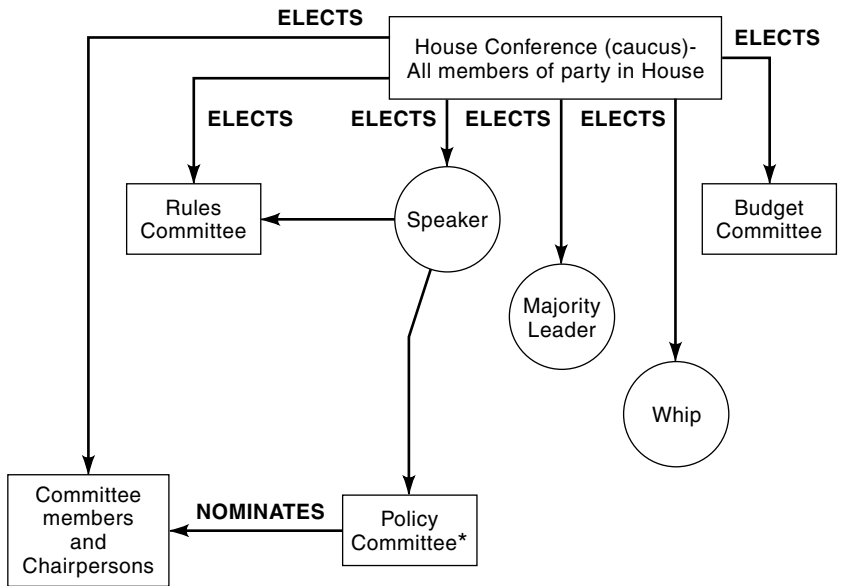 ELECTS
House Conference (caucus)-
All members of party in House
ELECTS
ELECTS
ELECTS
ELECTS
ELECTS
Rules
Committee
Speaker
Budget
Committee
Majority
Leader
Whip
Committee
members
and
Chairpersons
NOMINATES
Policy
Committee*